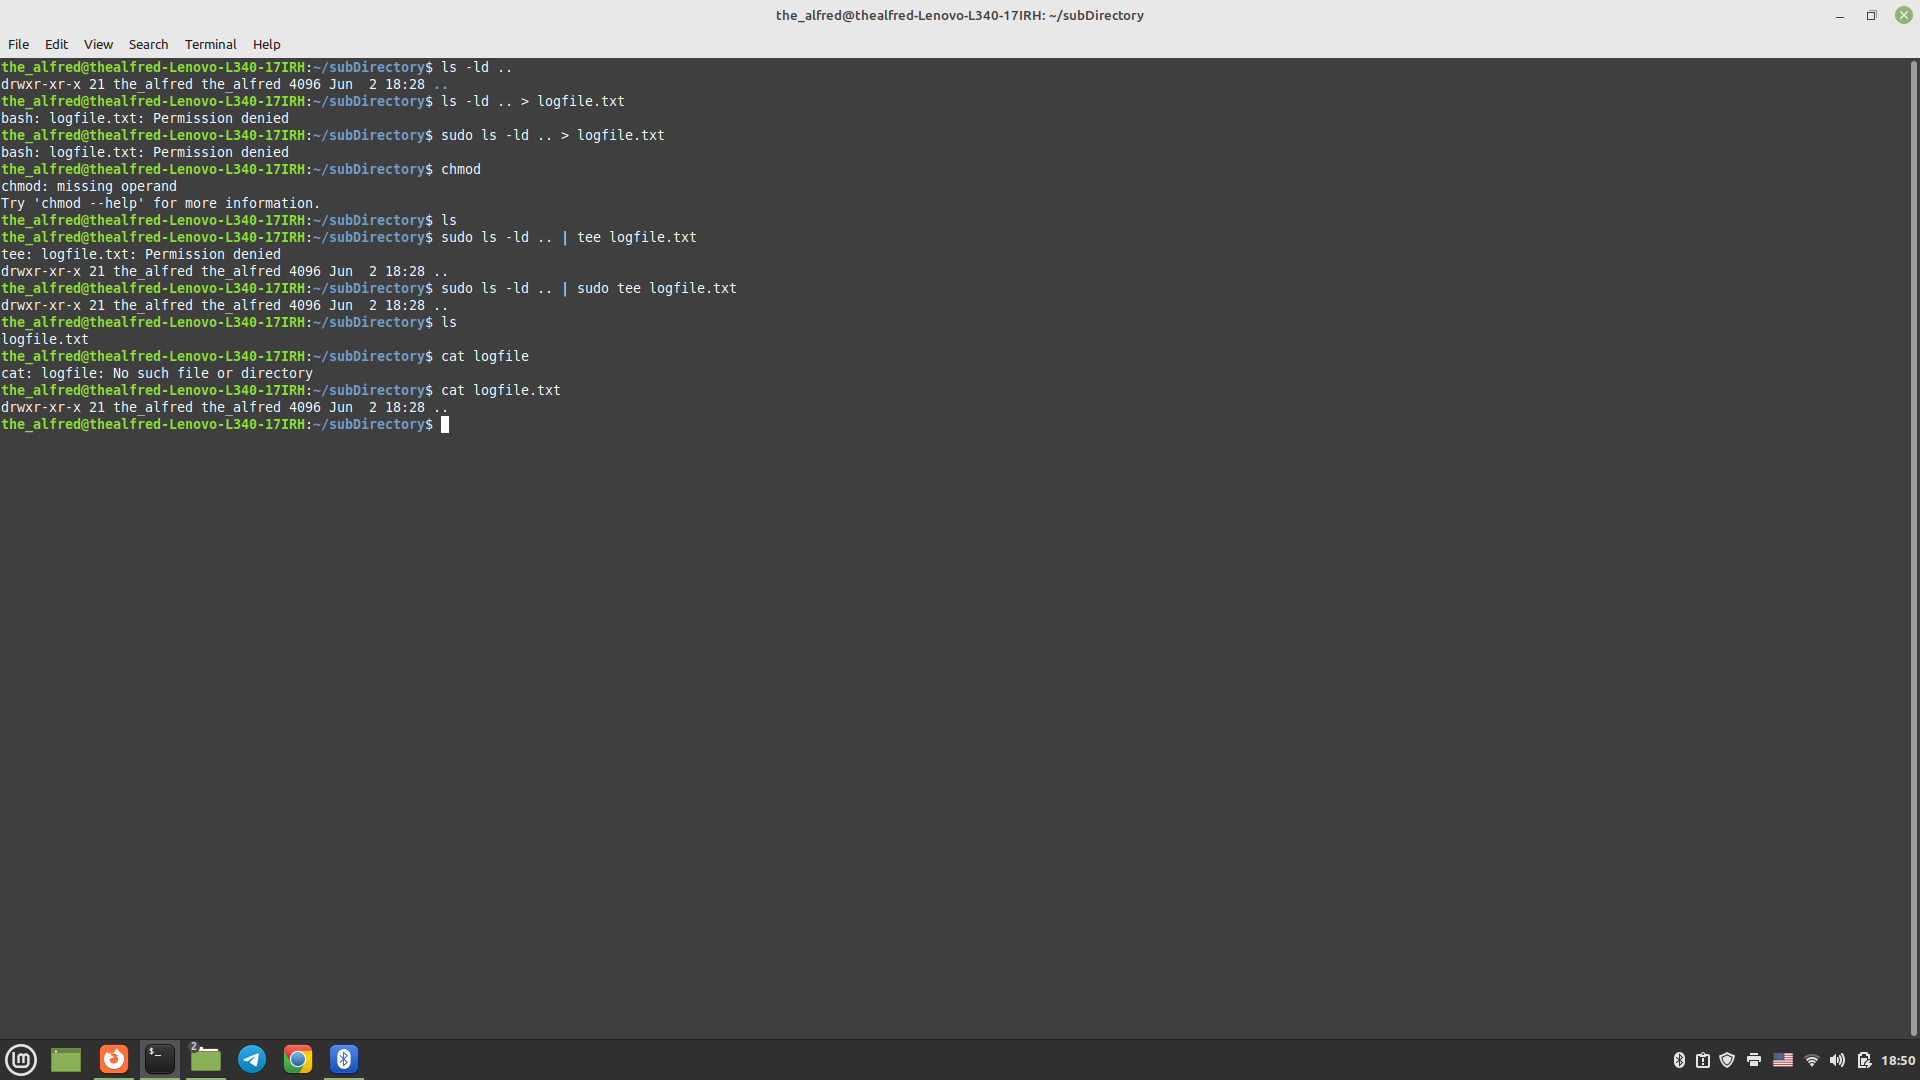 the_alfred@thealfred-Lenovo-L340-17IRH: ~/subDirectory
File Edit View Search Terminal Help
the_alfred@thealfred-Lenovo-L340-17IRH:~/subDirectory$ ls -ld ..
drwxr-xr-x 21 the_alfred the_alfred 4096 Jun  2 18:28 ..
the_alfred@thealfred-Lenovo-L340-17IRH:~/subDirectory$ ls -ld .. > logfile.txt
bash: logfile.txt: Permission denied
the_alfred@thealfred-Lenovo-L340-17IRH:~/subDirectory$ sudo ls -ld .. > logfile.txt
bash: logfile.txt: Permission denied
the_alfred@thealfred-Lenovo-L340-17IRH:~/subDirectory$ chmod
chmod: missing operand
Try 'chmod --help' for more information.
the_alfred@thealfred-Lenovo-L340-17IRH:~/subDirectory$ ls
the_alfred@thealfred-Lenovo-L340-17IRH:~/subDirectory$ sudo ls -ld .. | tee logfile.txt
tee: logfile.txt: Permission denied
drwxr-xr-x 21 the_alfred the_alfred 4096 Jun  2 18:28 ..
the_alfred@thealfred-Lenovo-L340-17IRH:~/subDirectory$ sudo ls -ld .. | sudo tee logfile.txt
drwxr-xr-x 21 the_alfred the_alfred 4096 Jun  2 18:28 ..
the_alfred@thealfred-Lenovo-L340-17IRH:~/subDirectory$ ls
logfile.txt
the_alfred@thealfred-Lenovo-L340-17IRH:~/subDirectory$ cat logfile
cat: logfile: No such file or directory
the_alfred@thealfred-Lenovo-L340-17IRH:~/subDirectory$ cat logfile.txt
drwxr-xr-x 21 the_alfred the_alfred 4096 Jun  2 18:28 ..
the_alfred@thealfred-Lenovo-L340-17IRH:~/subDirectory$
$_ 2 18:50